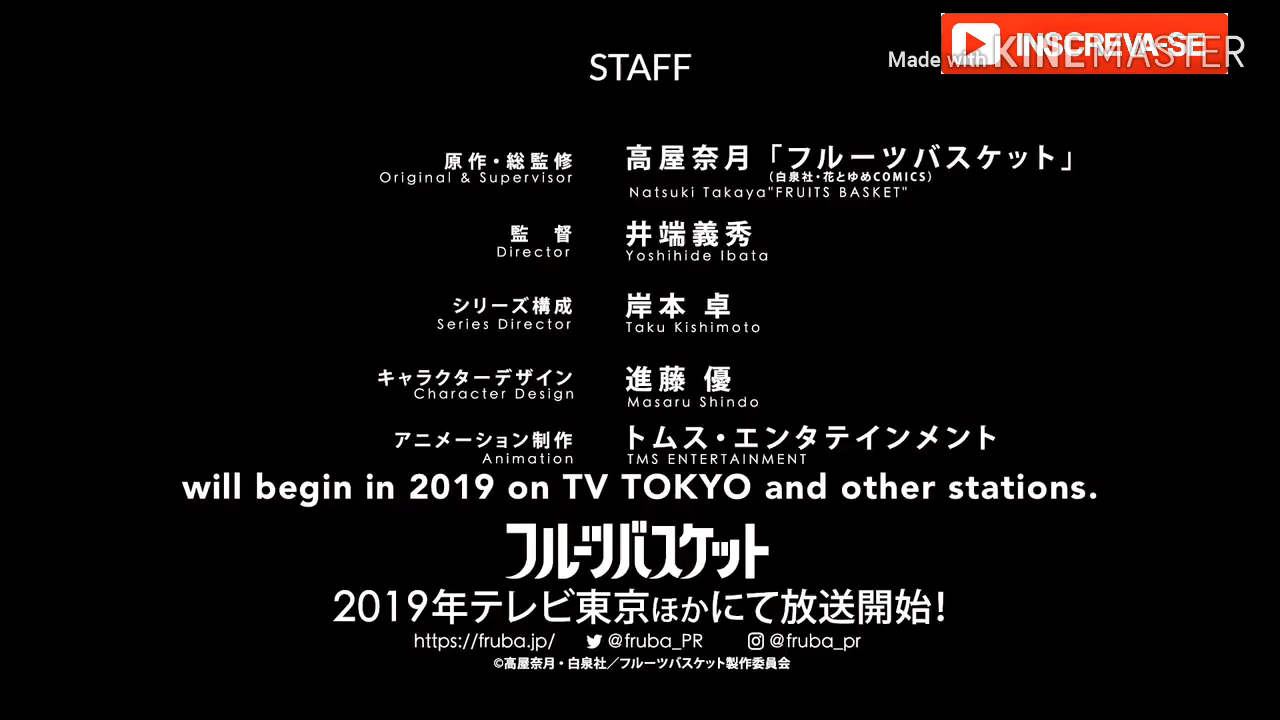 INSCREVA-SE
Made with KINEMASTER
STAFF
原作・総監修 高屋奈月「フルーツバスケット」
(白泉社・花とゆめCOMICS)
Original & Supervisor Natsuki Takaya"FRUITS BASKET"
監 督 井端義秀
Director Yoshihide Ibata
シリーズ構成 岸本 卓
Series Director Taku Kishimoto
キャラクターデザイン 進藤 優
Character Design Masaru Shindo
アニメーション制作 トムス・エンタテインメント
Animation TMS ENTERTAINMENT
will begin in 2019 on TV TOKYO and other stations.
フルーツバスケット
2019年テレビ東京ほかにて放送開始!
https://fruba.jp/ @fruba_PR @fruba_pr
©高屋奈月・白泉社/フルーツバスケット製作委員会